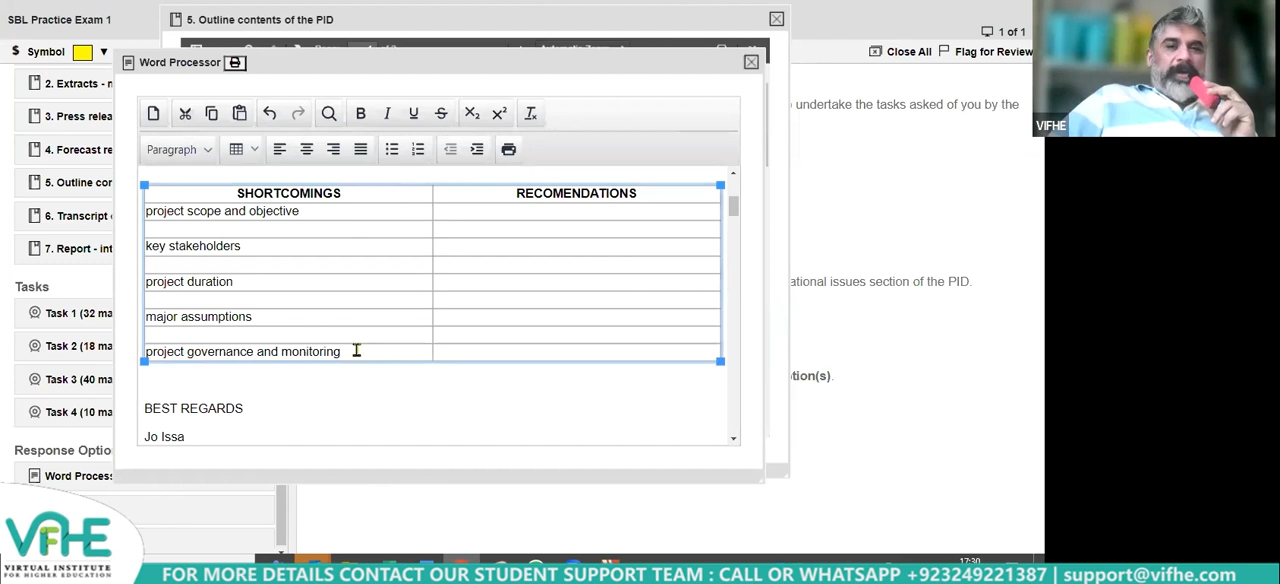 SBL Practice Exam 1
5. Outline contents of the PID
1 of 1
Symbol
Close All
Flag for Review
Word Processor
2. Extracts -
3. Press relea
4. Forecast re
5. Outline con
6. Transcript
7. Report - int
Tasks
Task 1 (32 ma
Task 2 (18 ma
Task 3 (40 ma
Task 4 (10 ma
Response Optio
Word Proces
Paragraph
SHORTCOMINGS RECOMENDATIONS
project scope and objective
key stakeholders
project duration
major assumptions
project governance and monitoring
BEST REGARDS
Jo Issa
undertake the tasks asked of you by the
ational issues section of the PID.
tion(s).
VIFHE
17:30
VIFHE
VIRTUAL INSTITUTE
FOR HIGHER EDUCATION
FOR MORE DETAILS CONTACT OUR STUDENT SUPPORT TEAM : CALL OR WHATSAPP +923249221387 | support@vifhe.com